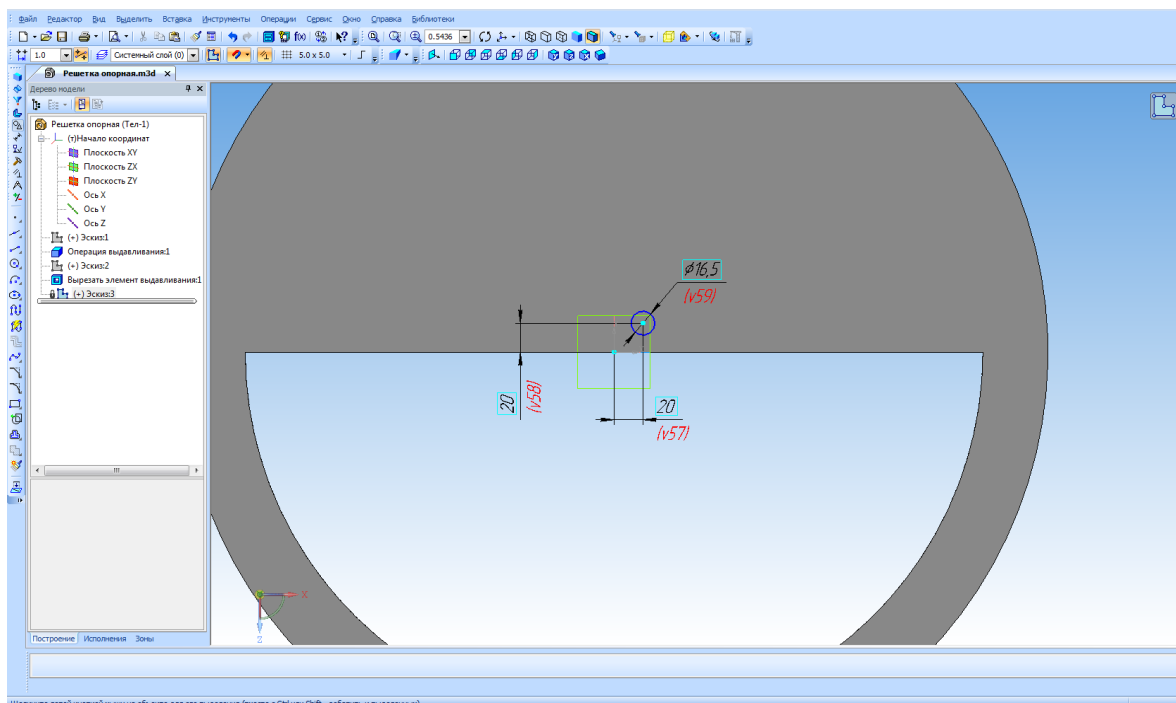 Файл Редактор Вид Выделить Вставка Инструменты Операции Сервис Окно Справка Библиотеки
0.5436
1.0 Системный слой (0) 5.0 x 5.0
Решетка опорная.m3d
Дерево модели
Решетка опорная (Тел-1)
(т)Начало координат
Плоскость XY
Плоскость ZX
Плоскость ZY
Ось X
Ось Y
Ось Z
(+) Эскиз:1
Операция выдавливания:1
(+) Эскиз:2
Вырезать элемент выдавливания:1
(+) Эскиз:3
Построение Исполнения Зоны
⌀16,5
(v59)
20
(v58)
20
(v57)
X
Z